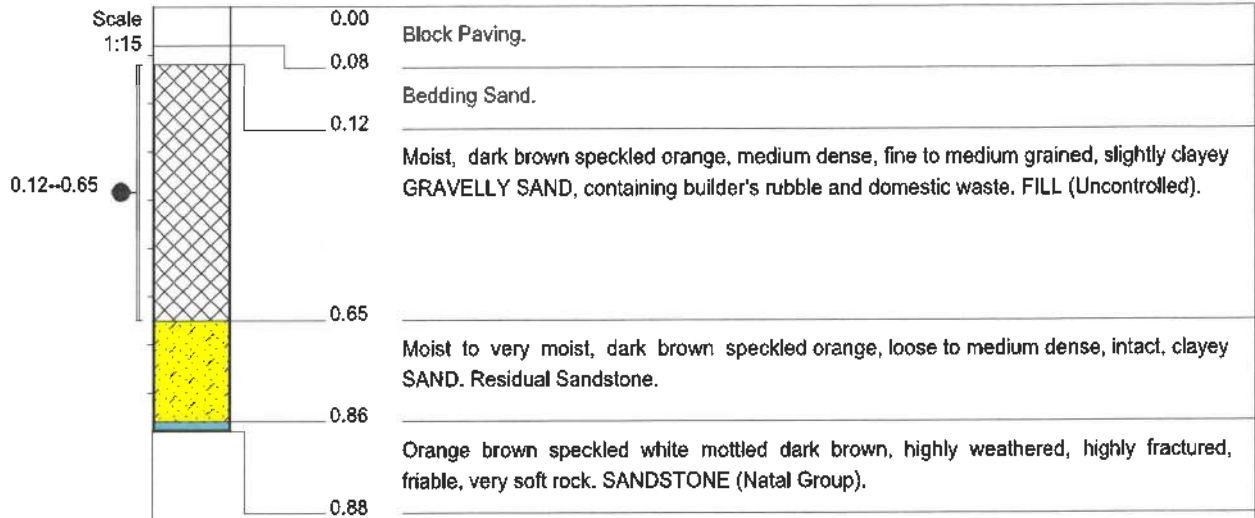 Scale
1:15
0.00
Block Paving.
0.08
Bedding Sand.
0.12
Moist, dark brown speckled orange, medium dense, fine to medium grained, slightly clayey
GRAVELLY SAND, containing builder's rubble and domestic waste. FILL (Uncontrolled).
0.12--0.65
0.65
Moist to very moist, dark brown speckled orange, loose to medium dense, intact, clayey
SAND. Residual Sandstone.
0.86
Orange brown speckled white mottled dark brown, highly weathered, highly fractured,
friable, very soft rock. SANDSTONE (Natal Group).
0.88